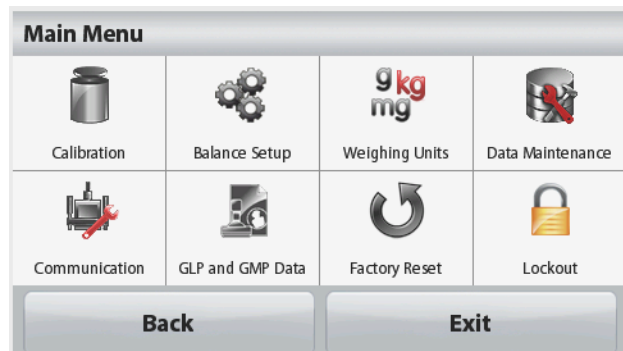 Main Menu
g kg
mg
Calibration
Balance Setup
Weighing Units
Data Maintenance
Communication
GLP and GMP Data
Factory Reset
Lockout
Back
Exit